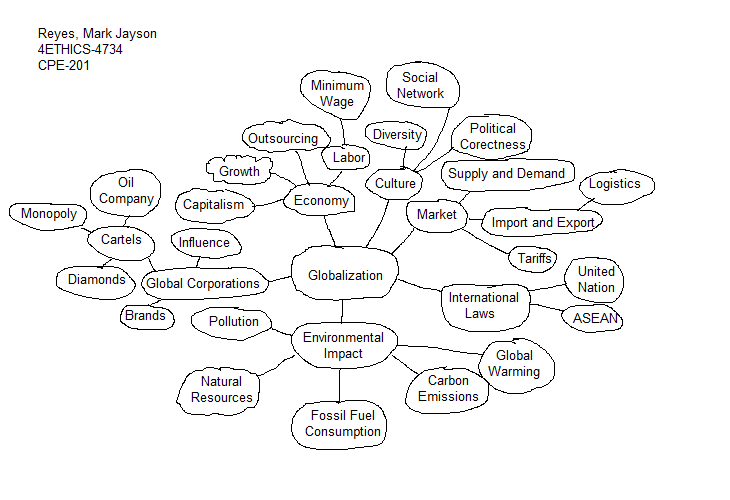 Reyes, Mark Jayson
4ETHICS-4734
CPE-201
Social
Network
Minimum
Wage
Political
Corectness
Diversity
Outsourcing
Labor
Growth
Supply and Demand
Culture
Logistics
Oil
Company
Capitalism
Economy
Monopoly
Market
Import and Export
Cartels
Influence
Tariffs
Diamonds
Global Corporations
Globalization
United
Nation
International
Laws
Brands
Pollution
ASEAN
Environmental
Impact
Global
Warming
Natural
Resources
Carbon
Emissions
Fossil Fuel
Consumption